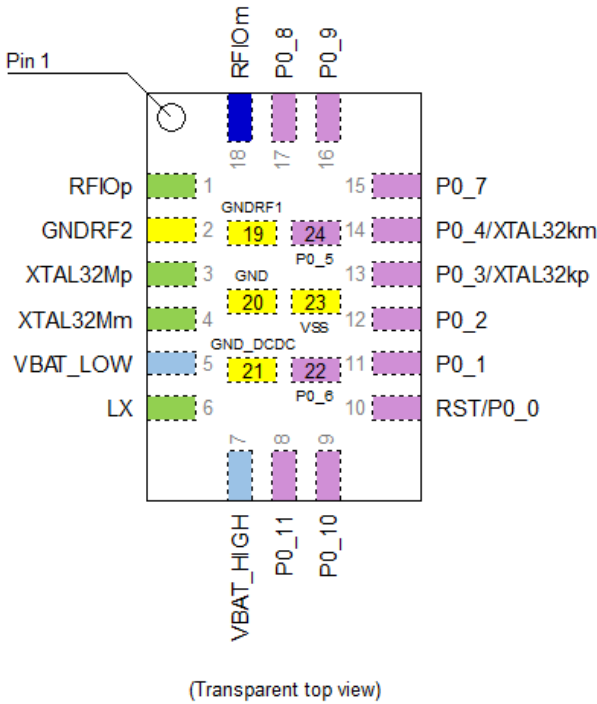 Pin 1
RFIOm
P0_8
P0_9
18
17
16
RFIOp
1
15
P0_7
GNDRF2
2
GNDRF1
19
24
P0_5
14
P0_4/XTAL32km
XTAL32Mp
3
GND
13
P0_3/XTAL32kp
20
23
VSS
XTAL32Mm
4
12
P0_2
GND_DCDC
VBAT_LOW
5
21
22
P0_6
11
P0_1
LX
6
10
RST/P0_0
7
8
9
VBAT_HIGH
P0_11
P0_10
(Transparent top view)